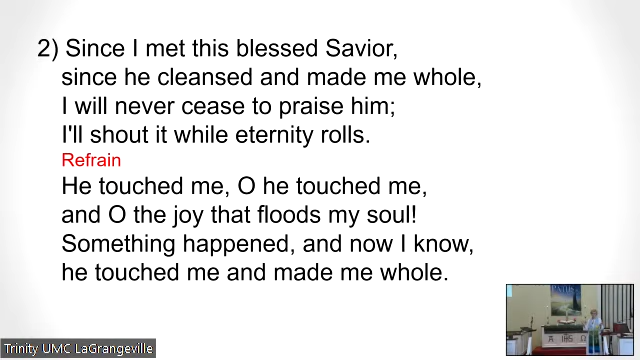 2) Since I met this blessed Savior,
since he cleansed and made me whole,
I will never cease to praise him;
I'll shout it while eternity rolls.
Refrain
He touched me, O he touched me,
and O the joy that floods my soul!
Something happened, and now I know,
he touched me and made me whole.
IHS
Trinity UMC LaGrangeville